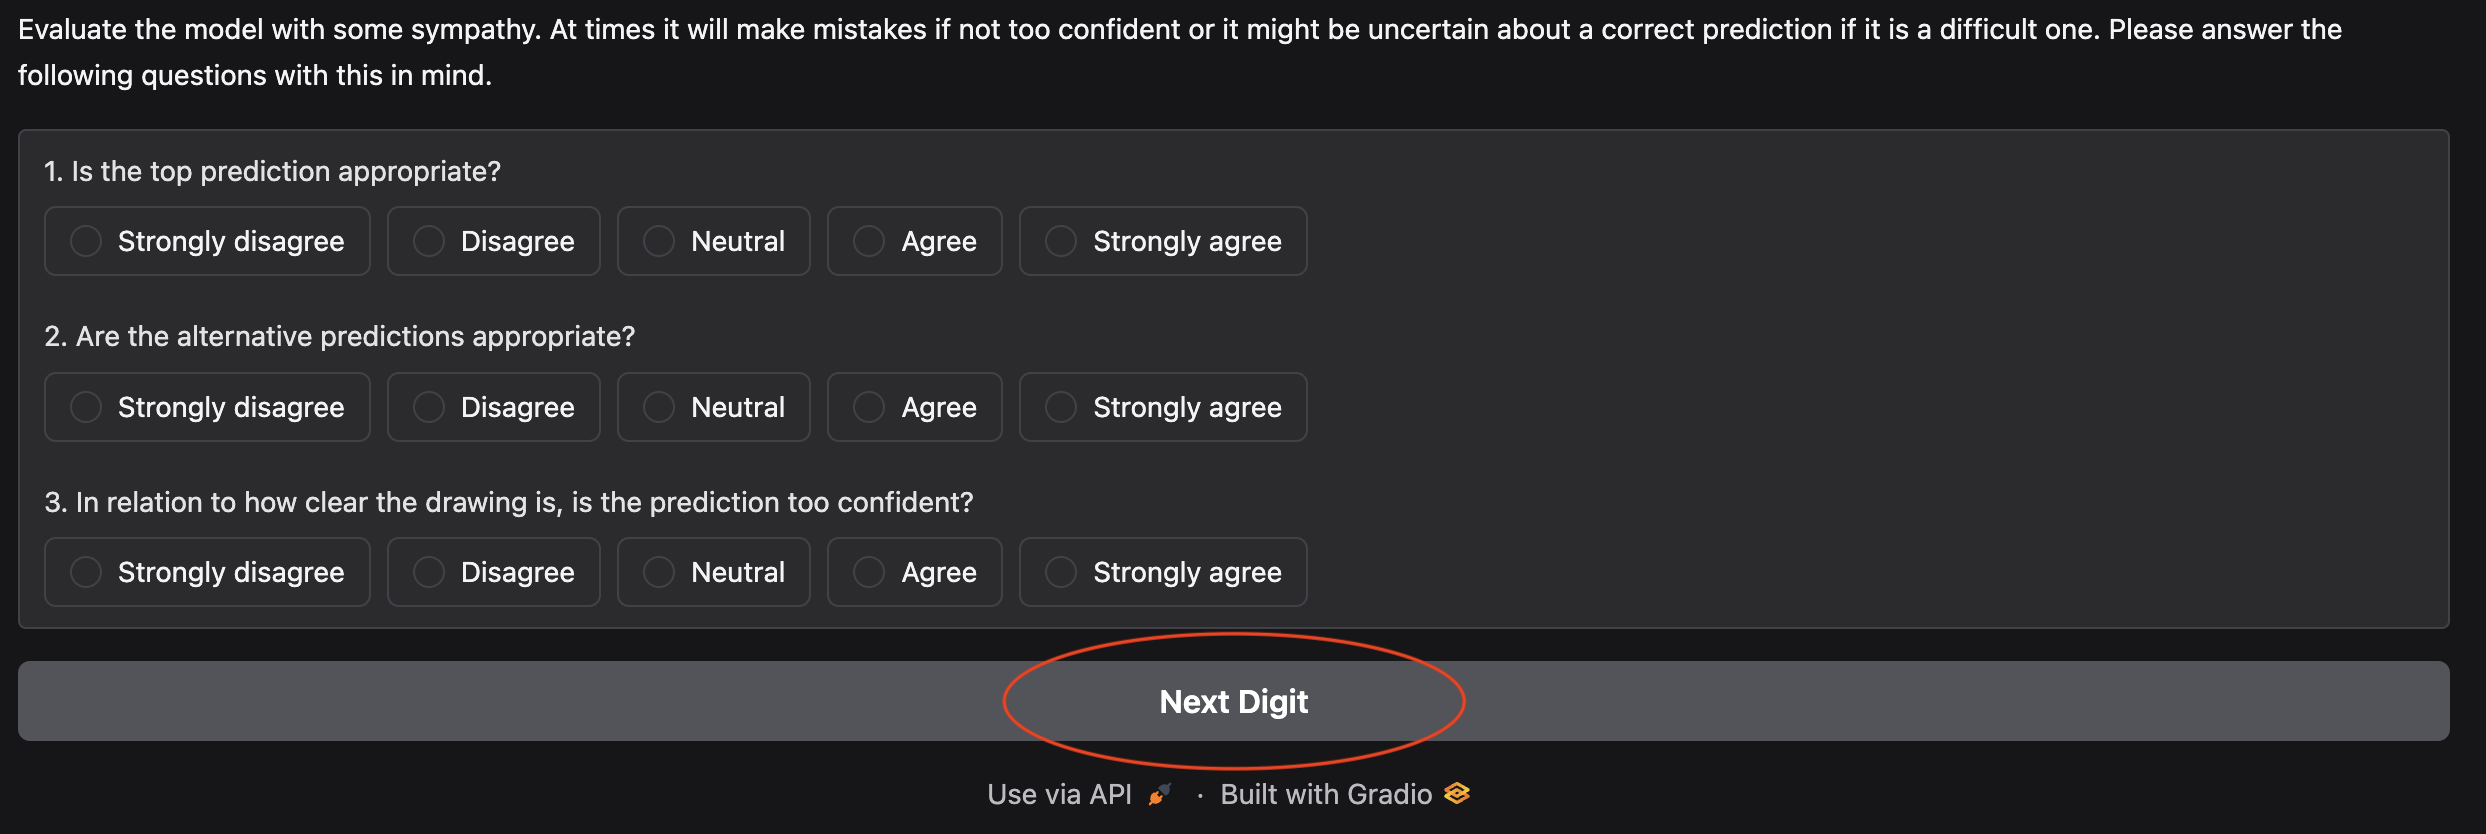 Evaluate the model with some sympathy. At times it will make mistakes if not too confident or it might be uncertain about a correct prediction if it is a difficult one. Please answer the
following questions with this in mind.
1. Is the top prediction appropriate?
Strongly disagree Disagree Neutral Agree Strongly agree
2. Are the alternative predictions appropriate?
Strongly disagree Disagree Neutral Agree Strongly agree
3. In relation to how clear the drawing is, is the prediction too confident?
Strongly disagree Disagree Neutral Agree Strongly agree
Next Digit
Use via API · Built with Gradio